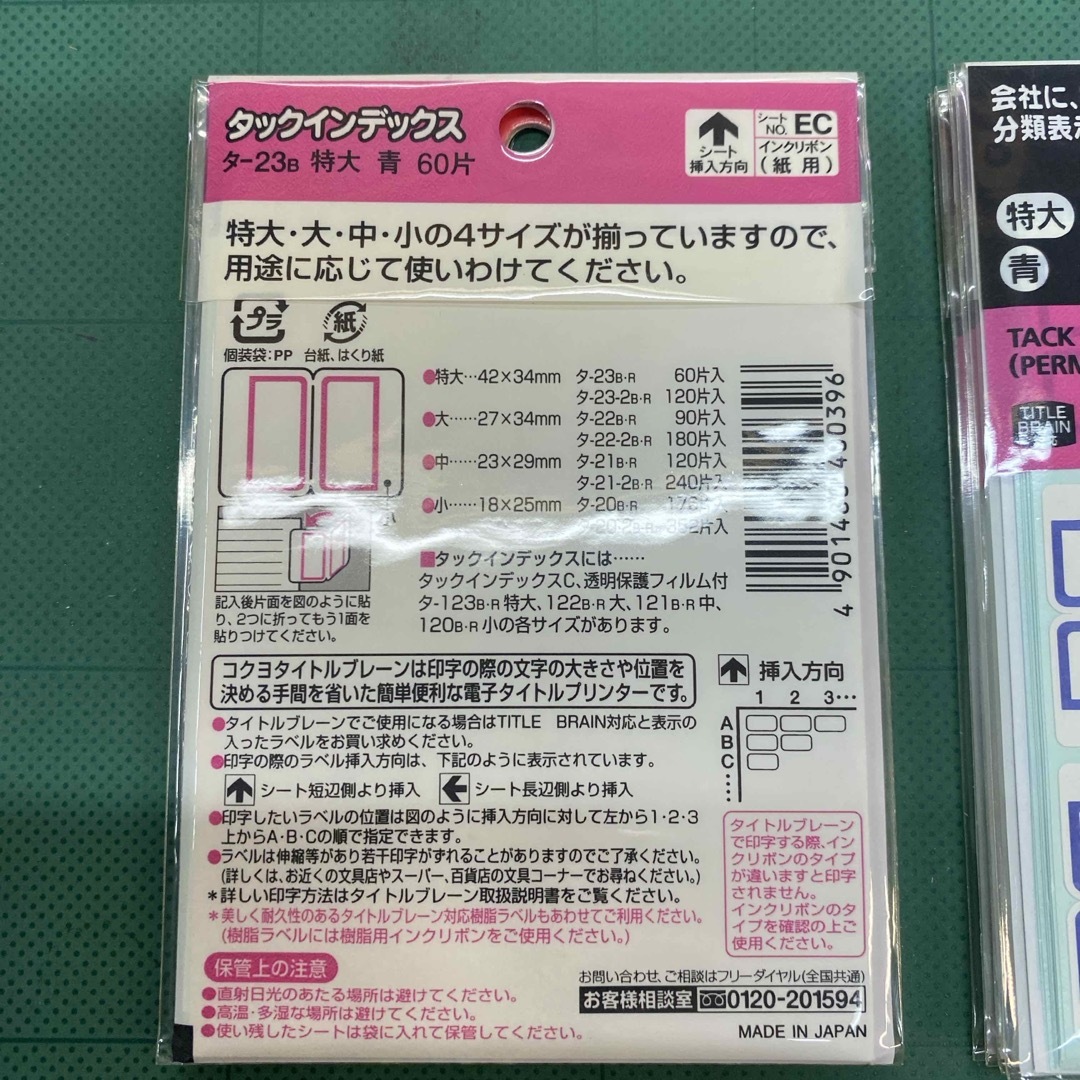 タックインデックス
タ-23B 特大 青 60片
シート
挿入方向
シート
NO. EC
インクリボン
(紙用)
特大・大・中・小の4サイズが揃っていますので、
用途に応じて使いわけてください。
プラ
紙
個装袋:PP 台紙、はくり紙
●特大…42×34mm タ-23B・R 60片入
タ-23-2B・R 120片入
●大……27×34mm タ-22B・R 90片入
タ-22-2B・R 180片入
●中……23×29mm タ-21B・R 120片入
タ-21-2B・R 240片入
●小……18×25mm タ-20B・R
記入後片面を図のように貼
り、2つに折ってもう1面を
貼りつけてください。
■タックインデックスには……
タックインデックスC、透明保護フィルム付
タ-123B・R 特大、122B・R 大、121B・R 中、
120B・R 小の各サイズがあります。
コクヨタイトルブレーンは印字の際の文字の大きさや位置を
決める手間を省いた簡単便利な電子タイトルプリンターです。
●タイトルブレーンでご使用になる場合はTITLE BRAIN対応と表示の
入ったラベルをお買い求めください。
●印字の際のラベル挿入方向は、下記のように表示されています。
シート短辺側より挿入 シート長辺側より挿入
●印字したいラベルの位置は図のように挿入方向に対して左から1・2・3
上からA・B・Cの順で指定できます。
●ラベルは伸縮等があり若干印字がずれることがありますのでご了承ください。
(詳しくは、お近くの文具店やスーパー、百貨店の文具コーナーでお尋ねください。)
*詳しい印字方法はタイトルブレーン取扱説明書をご覧ください。
*美しく耐久性のあるタイトルブレーン対応樹脂ラベルもあわせてご利用ください。
(樹脂ラベルには樹脂用インクリボンをご使用ください。)
挿入方向
1 2 3…
A
B
C
タイトルブレーン
で印字する際、イン
クリボンのタイプ
が違いますと印字
されません。
インクリボンのタ
イプを確認の上ご
使用ください。
保管上の注意
●直射日光のあたる場所は避けてください。
●高温・多湿な場所は避けてください。
●使い残したシートは袋に入れて保管してください。
お問い合わせ、ご相談はフリーダイヤル(全国共通)
お客様相談室 0120-201594
MADE IN JAPAN
会社に、
分類表示
特大
青
TACK
(PERM
TITLE
BRAIN